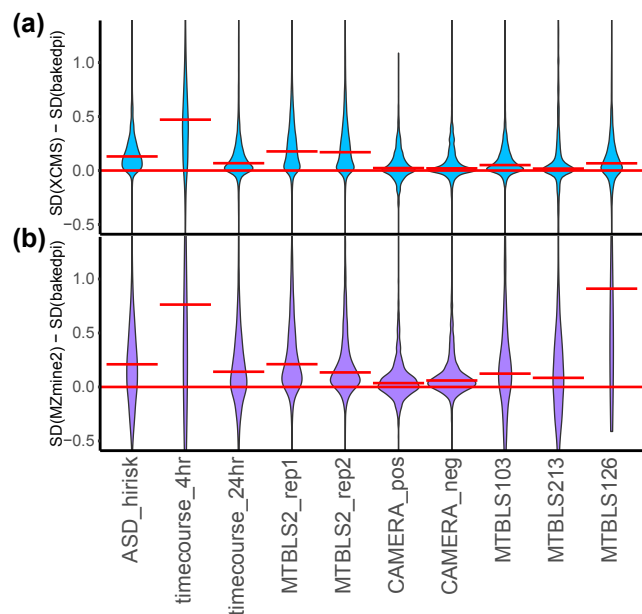 (a)
SD(XCMS) − SD(bakedpi)
1.0
0.5
0.0
−0.5
(b)
SD(MZmine2) − SD(bakedpi)
1.0
0.5
0.0
−0.5
ASD_hirisk
timecourse_4hr
timecourse_24hr
MTBLS2_rep1
MTBLS2_rep2
CAMERA_pos
CAMERA_neg
MTBLS103
MTBLS213
MTBLS126